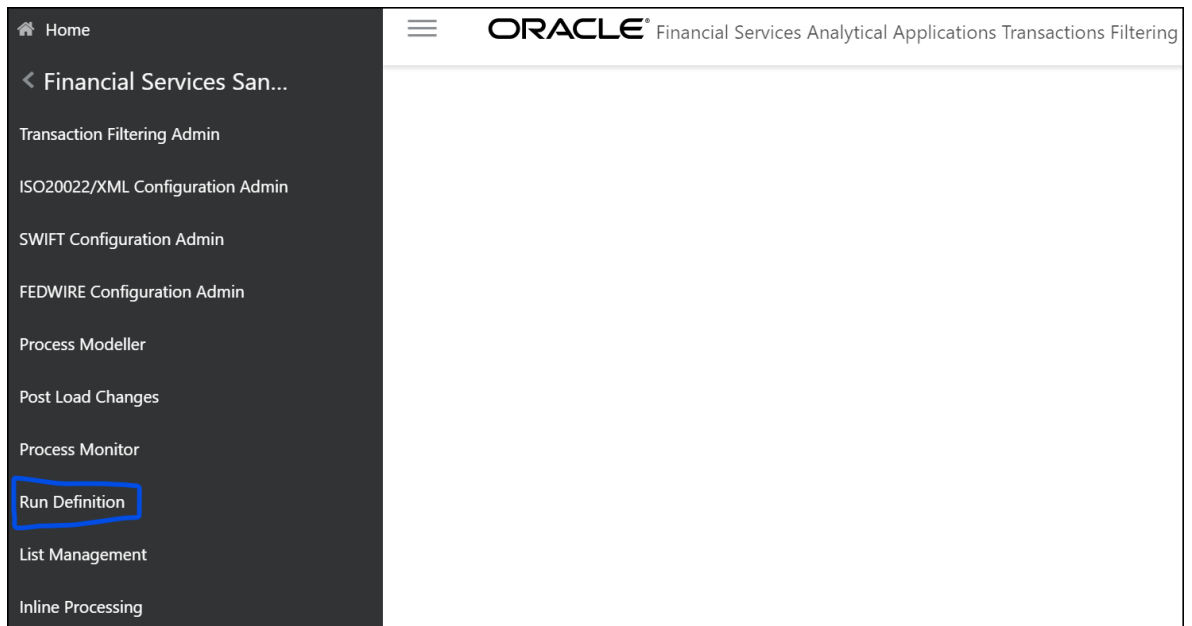 Home
ORACLE® Financial Services Analytical Applications Transactions Filtering
Financial Services San...
Transaction Filtering Admin
ISO20022/XML Configuration Admin
SWIFT Configuration Admin
FEDWIRE Configuration Admin
Process Modeller
Post Load Changes
Process Monitor
Run Definition
List Management
Inline Processing